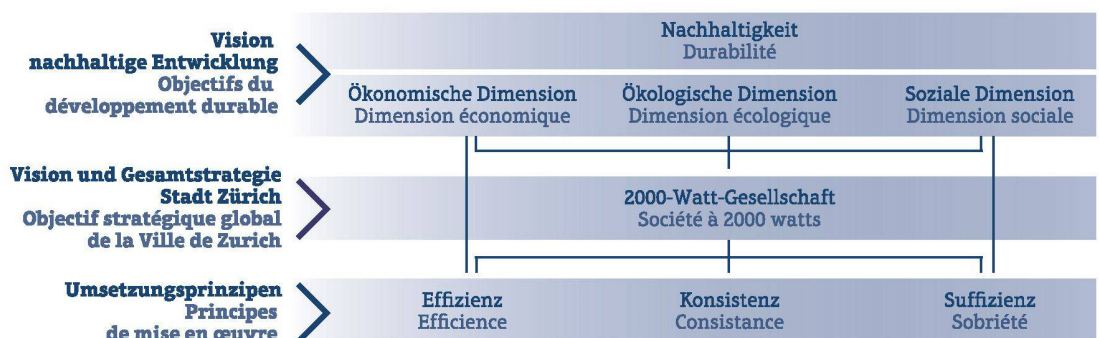 Vision
nachhaltige Entwicklung
Objectifs du
développement durable
Nachhaltigkeit
Durabilité
Ökonomische Dimension
Dimension économique
Ökologische Dimension
Dimension écologique
Soziale Dimension
Dimension sociale
Vision und Gesamtstrategie
Stadt Zürich
Objectif stratégique global
de la Ville de Zurich
2000-Watt-Gesellschaft
Société à 2000 watts
Umsetzungsprinzipen
Principes
de mise en œuvre
Effizienz
Efficience
Konsistenz
Consistance
Suffizienz
Sobriété